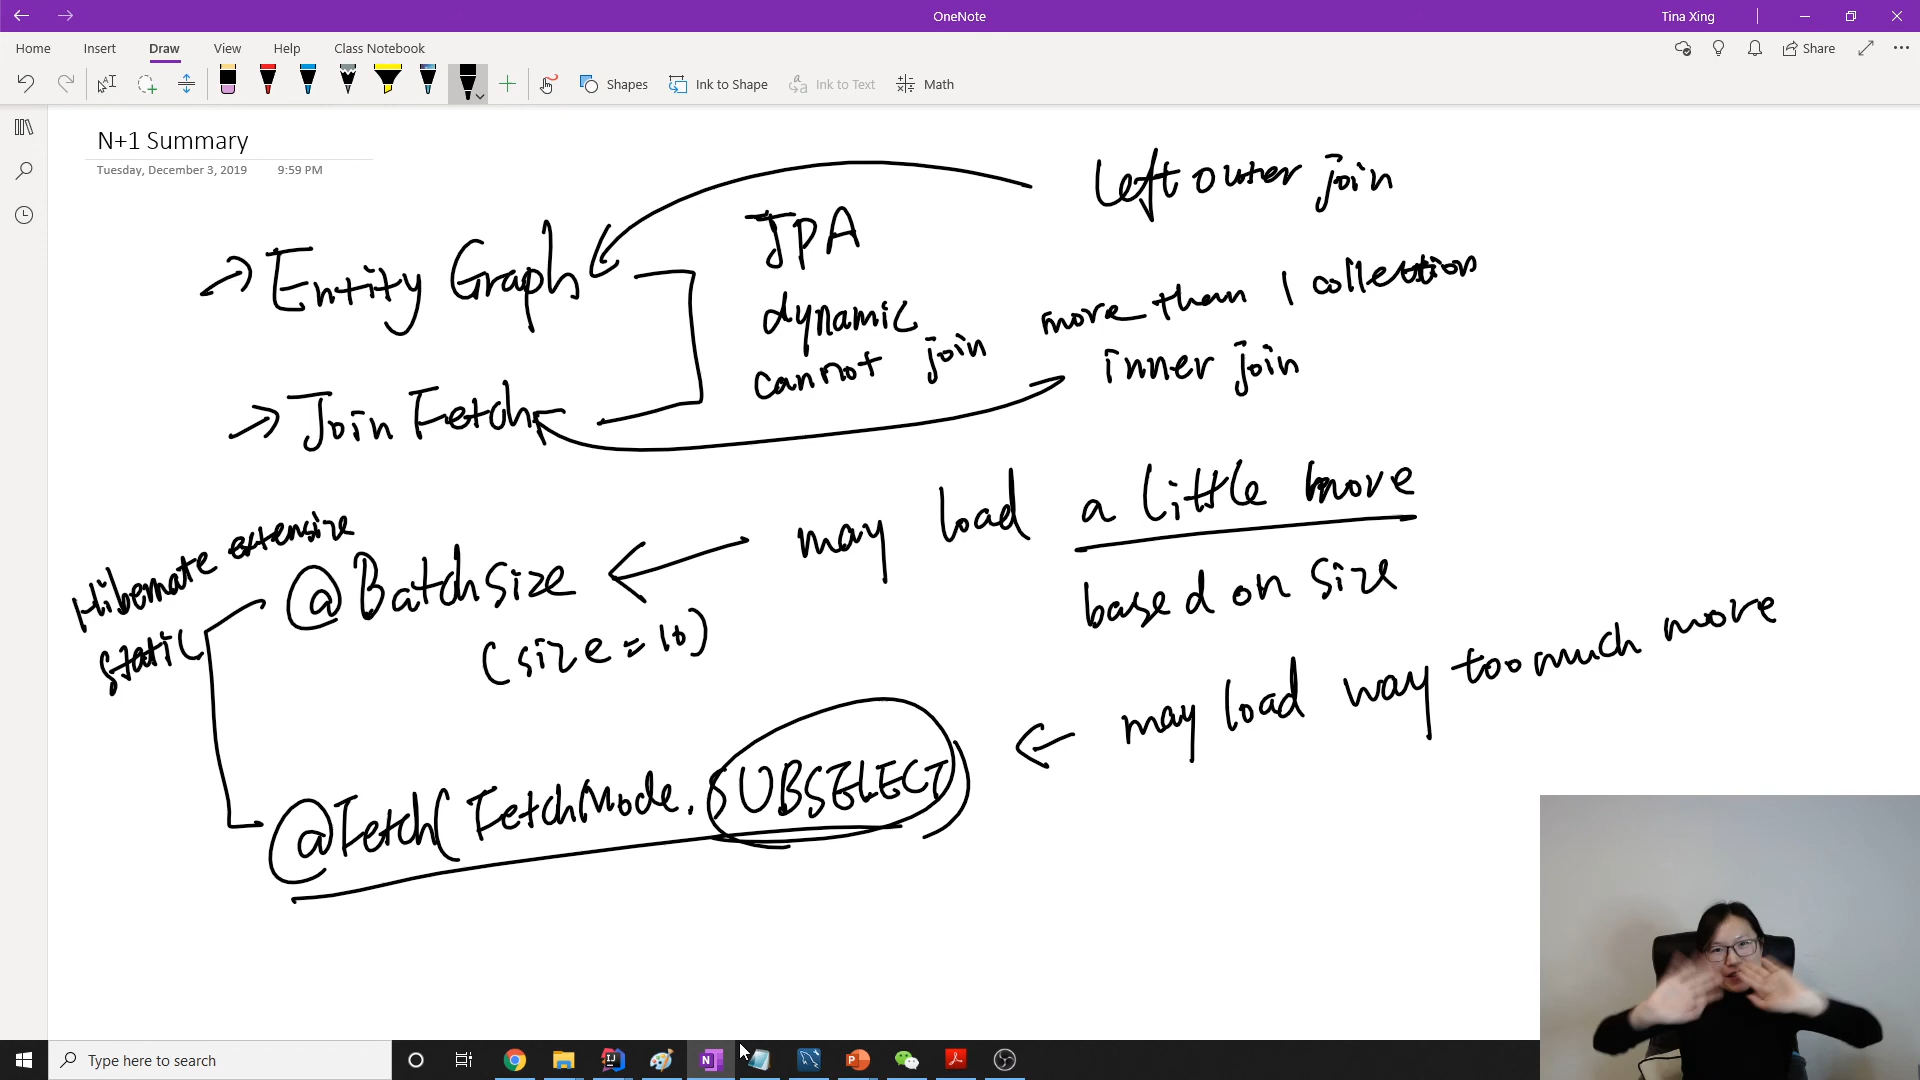 OneNote
Tina Xing
Home Insert Draw View Help Class Notebook
Share
Shapes Ink to Shape Ink to Text Math
N+1 Summary
Tuesday, December 3, 2019 9:59 PM
Left outer join
JPA
→ Entity Graph
dynamic
cannot join more than 1 collection
inner join
→ Join Fetch
may load a little more
based on size
Hibernate extensize
static
@BatchSize
(size = 10)
may load way too much more
@Fetch(FetchMode.SUBSELECT)
Type here to search